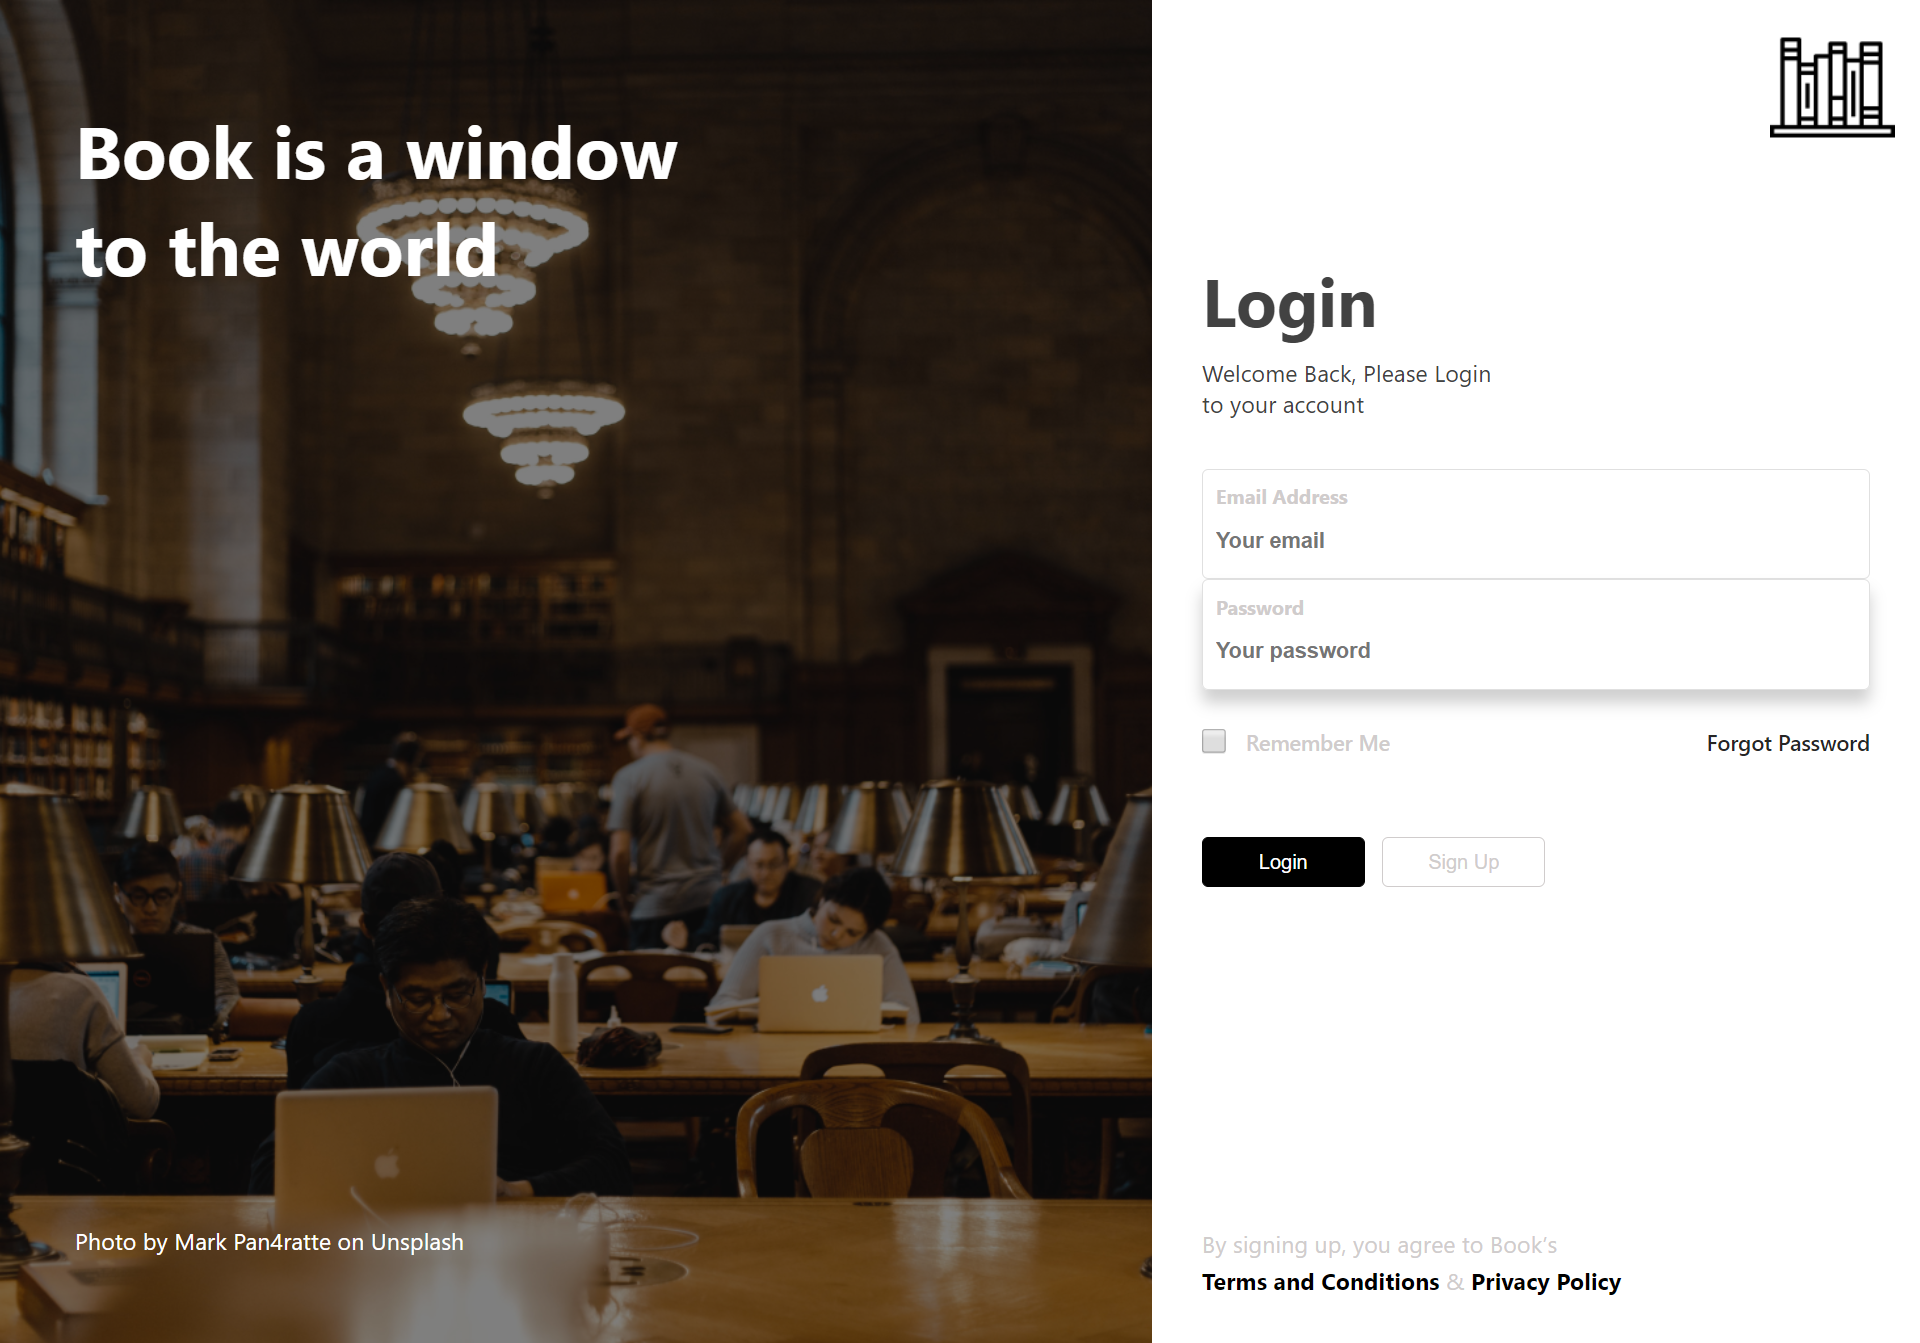 Book is a window
to the world
Photo by Mark Pan4ratte on Unsplash
Login
Welcome Back, Please Login
to your account
Email Address
Your email
Password
Your password
Remember Me
Forgot Password
Login
Sign Up
By signing up, you agree to Book’s
Terms and Conditions & Privacy Policy